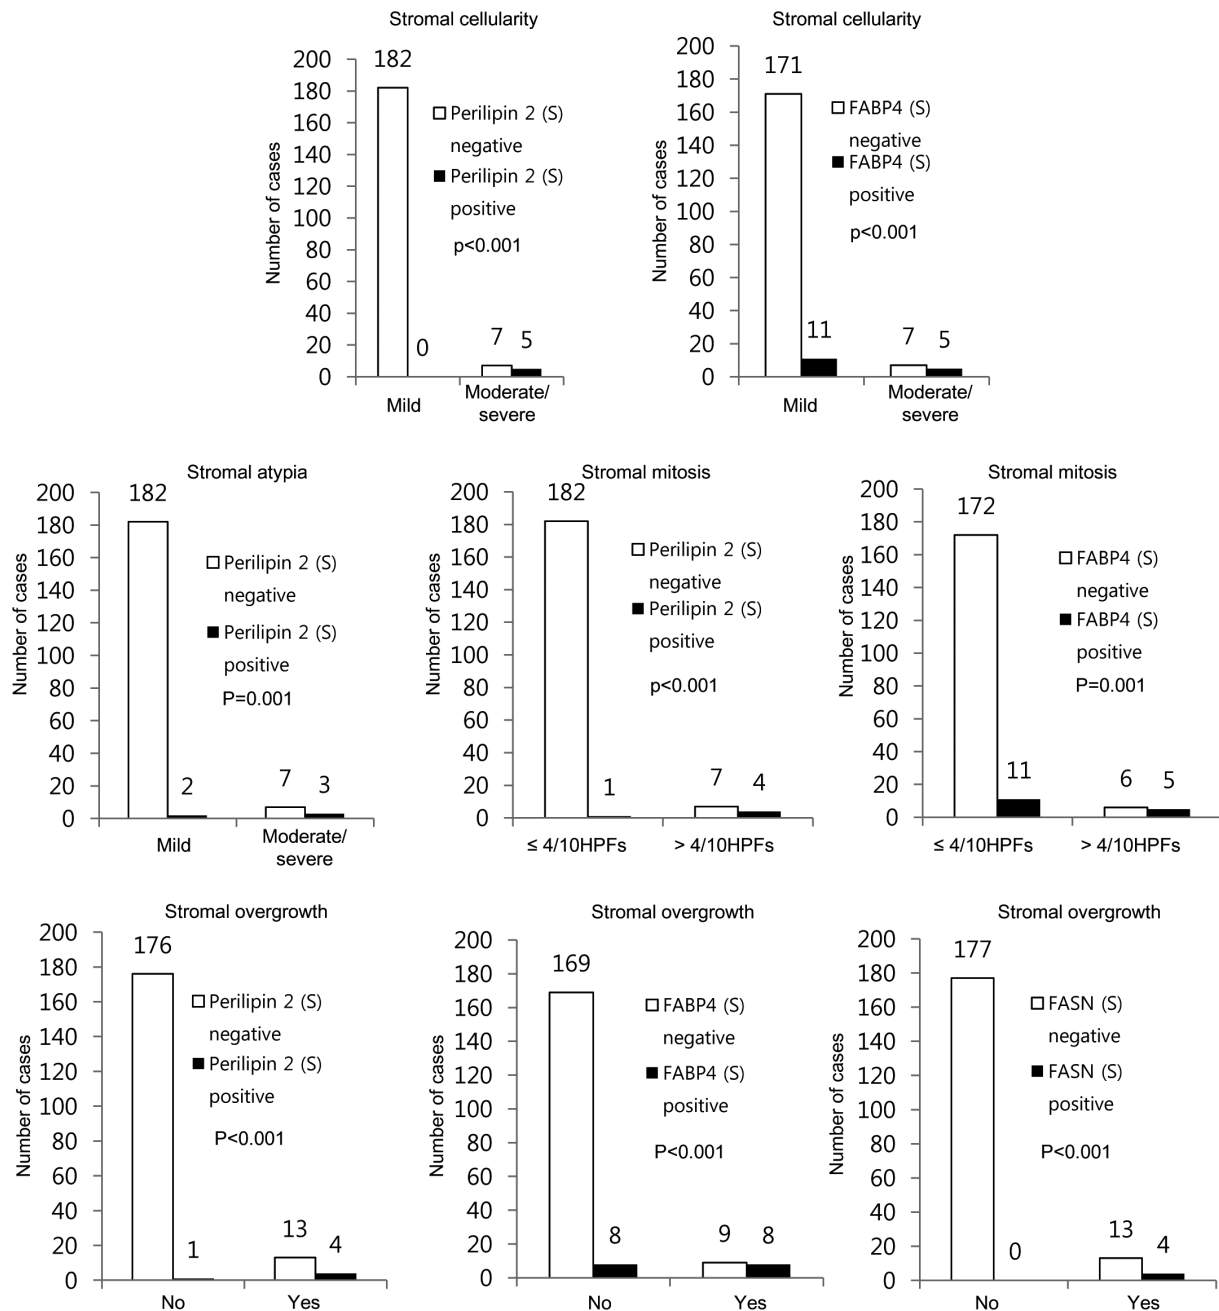 Stromal cellularity
200
180
160
140
120
100
80
60
40
20
0
Number of cases
182
0
7
5
Perilipin 2 (S)
negative
Perilipin 2 (S)
positive
p<0.001
Mild
Moderate/
severe
Stromal cellularity
200
180
160
140
120
100
80
60
40
20
0
Number of cases
171
11
7
5
FABP4 (S)
negative
FABP4 (S)
positive
p<0.001
Mild
Moderate/
severe
Stromal atypia
200
180
160
140
120
100
80
60
40
20
0
Number of cases
182
2
7
3
Perilipin 2 (S)
negative
Perilipin 2 (S)
positive
P=0.001
Mild
Moderate/
severe
Stromal mitosis
200
180
160
140
120
100
80
60
40
20
0
Number of cases
182
1
7
4
Perilipin 2 (S)
negative
Perilipin 2 (S)
positive
p<0.001
≤ 4/10HPFs
> 4/10HPFs
Stromal mitosis
200
180
160
140
120
100
80
60
40
20
0
Number of cases
172
11
6
5
FABP4 (S)
negative
FABP4 (S)
positive
P=0.001
≤ 4/10HPFs
> 4/10HPFs
Stromal overgrowth
200
180
160
140
120
100
80
60
40
20
0
Number of cases
176
1
13
4
Perilipin 2 (S)
negative
Perilipin 2 (S)
positive
P<0.001
No
Yes
Stromal overgrowth
200
180
160
140
120
100
80
60
40
20
0
Number of cases
169
8
9
8
FABP4 (S)
negative
FABP4 (S)
positive
P<0.001
No
Yes
Stromal overgrowth
200
180
160
140
120
100
80
60
40
20
0
Number of cases
177
0
13
4
FASN (S)
negative
FASN (S)
positive
P<0.001
No
Yes